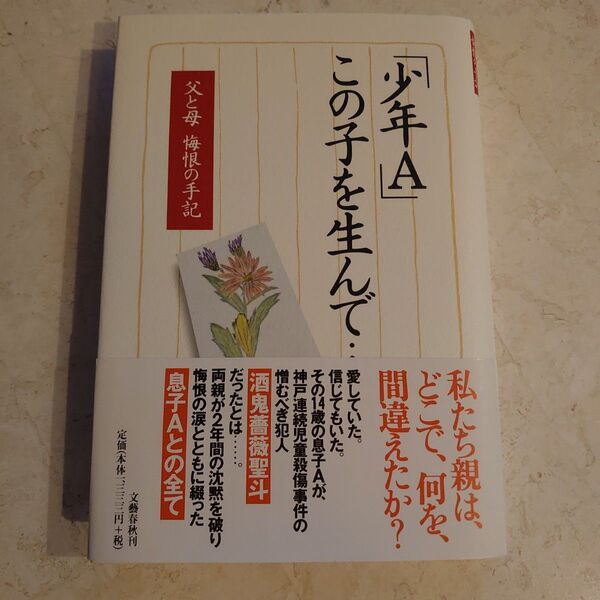 「少年A」
この子を生んで‥
父と母 悔恨の手記
私たち親は、
どこで、何を、
間違えたか?
愛していた。
信じてもいた。
その14歳の息子Aが、
神戸連続児童殺傷事件の
憎むべき犯人
酒鬼薔薇聖斗
だったとは……。
両親が2年間の沈黙を破り
悔恨の涙とともに綴った
息子Aとの全て
文藝春秋刊
定価(本体一、三三三円+税)